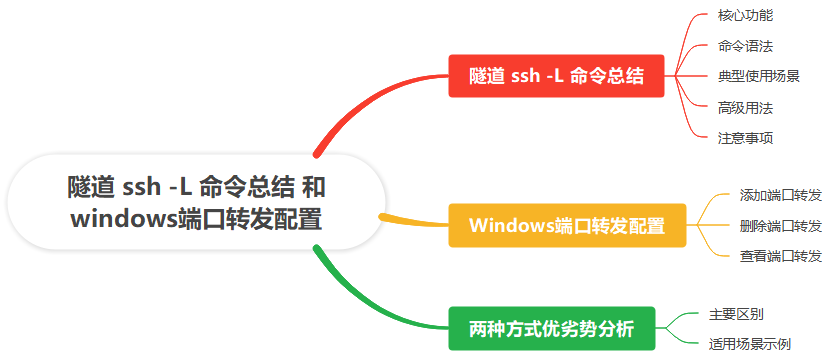 隧道 ssh -L 命令总结 和
windows端口转发配置
隧道 ssh -L 命令总结
核心功能
命令语法
典型使用场景
高级用法
注意事项
Windows端口转发配置
添加端口转发
删除端口转发
查看端口转发
两种方式优劣势分析
主要区别
适用场景示例